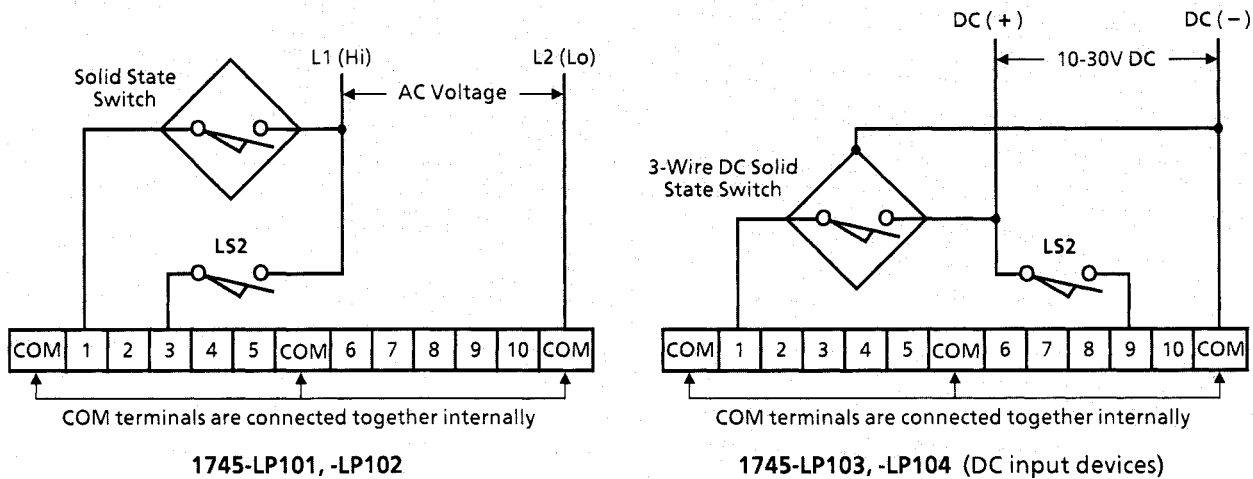 L1 (Hi)
L2 (Lo)
Solid State
Switch
AC Voltage
LS2
COM 1 2 3 4 5 COM 6 7 8 9 10 COM
COM terminals are connected together internally
1745-LP101, -LP102
DC (+)
DC (−)
10-30V DC
3-Wire DC Solid
State Switch
LS2
COM 1 2 3 4 5 COM 6 7 8 9 10 COM
COM terminals are connected together internally
1745-LP103, -LP104 (DC input devices)